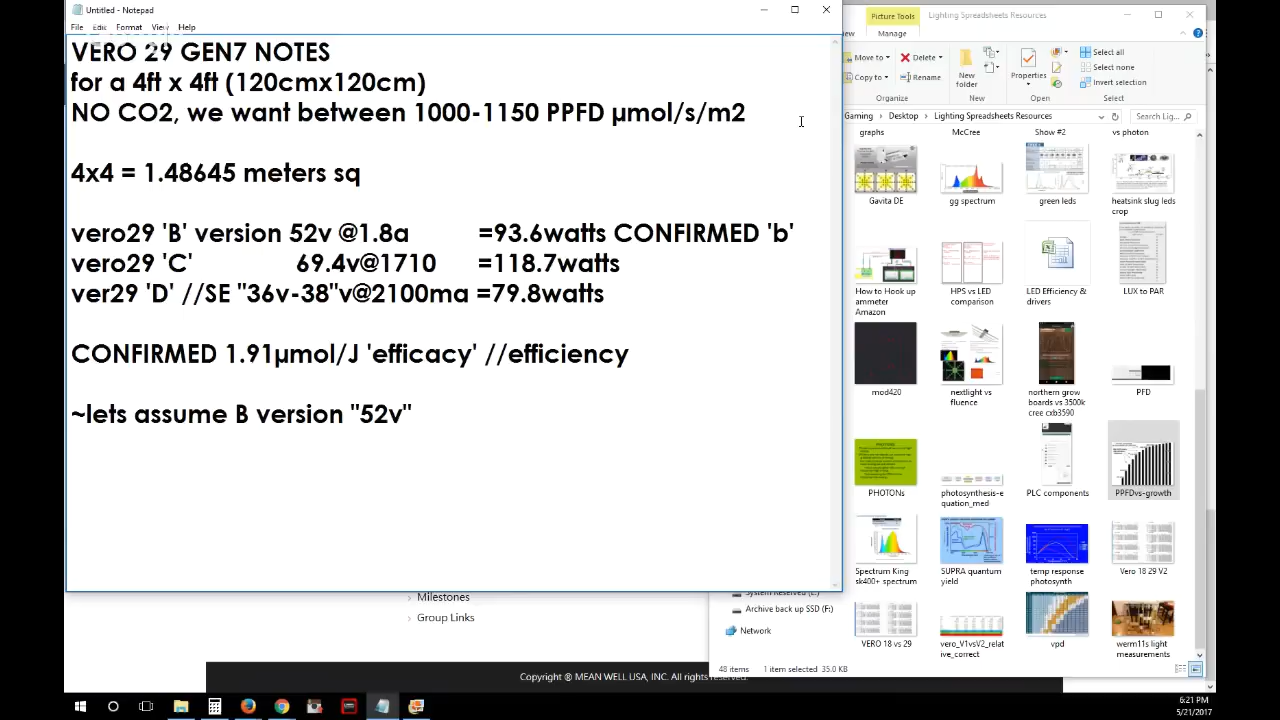 Untitled - Notepad
File Edit Format View Help
VERO 29 GEN7 NOTES
for a 4ft x 4ft (120cmx120cm)
NO CO2, we want between 1000-1150 PPFD µmol/s/m2
4x4 = 1.48645 meters sq
vero29 'B' version 52v @1.8a =93.6watts CONFIRMED 'b'
vero29 'C' 69.4v@1710 =118.7watts
ver29 'D' //SE "36v-38"v@2100ma =79.8watts
CONFIRMED 1.91µmol/J 'efficacy' //efficiency
~lets assume B version "52v"
Picture Tools Lighting Spreadsheets Resources
Manage
Move to Delete
Copy to Rename
New folder
Properties
Open
Select all
Select none
Invert selection
Organize New Open Select
Gaming Desktop Lighting Spreadsheets Resources Search Lig...
graphs McCree Show #2 vs photon
Gavita DE
gg spectrum
green leds
heatsink slug leds crop
How to Hook up ammeter Amazon
HPS vs LED comparison
LED Efficiency & drivers
LUX to PAR
mod420
nextlight vs fluence
northern grow boards vs 3500k cree cxb3590
PFD
PHOTONs
photosynthesis-equation_med
PLC components
PPFDvs-growth
Spectrum King sk400+ spectrum
SUPRA quantum yield
temp response photosynth
Vero 18 29 V2
VERO 18 vs 29
vero_V1vsV2_relative_correct
vpd
werm11s light measurements
System Reserved (E:)
Archive back up SSD (F:)
Network
48 items 1 item selected 35.0 KB
Milestones
Group Links
Copyright ® MEAN WELL USA, INC. All rights reserved.
6:21 PM
5/21/2017